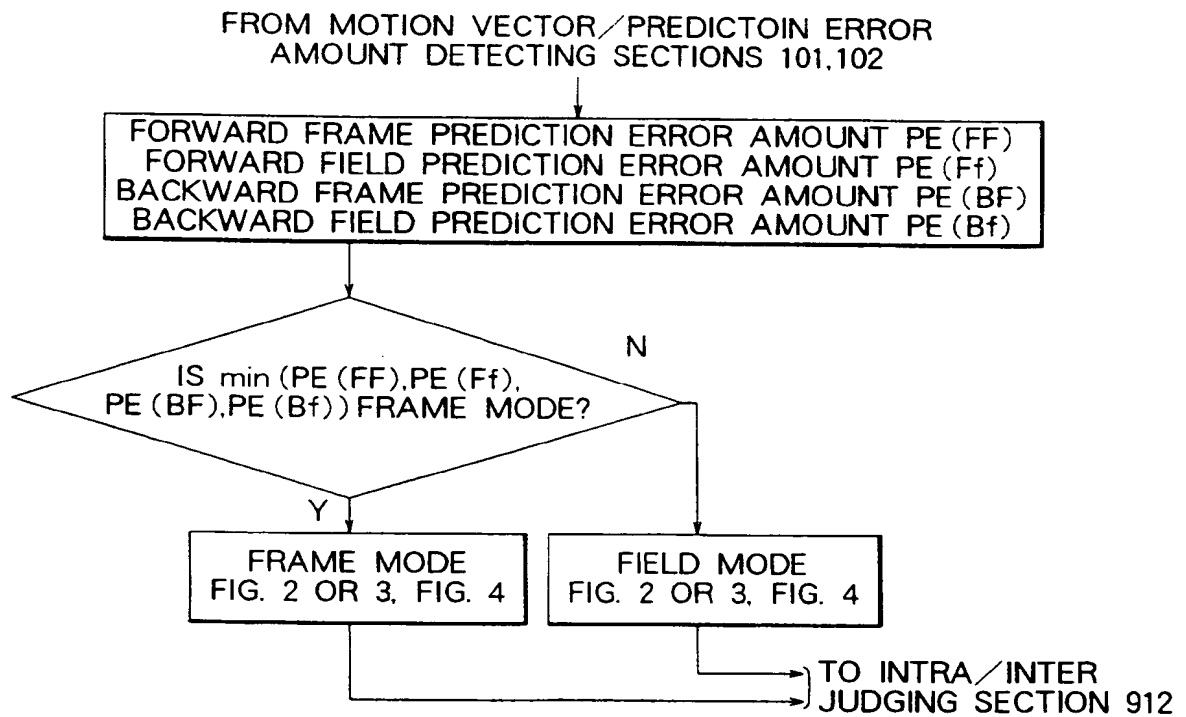 FROM MOTION VECTOR/PREDICTOIN ERROR
AMOUNT DETECTING SECTIONS 101,102
FORWARD FRAME PREDICTION ERROR AMOUNT PE(FF)
FORWARD FIELD PREDICTION ERROR AMOUNT PE(Ff)
BACKWARD FRAME PREDICTION ERROR AMOUNT PE(BF)
BACKWARD FIELD PREDICTION ERROR AMOUNT PE(Bf)
N
IS min(PE(FF),PE(Ff),
PE(BF),PE(Bf))FRAME MODE?
Y
FRAME MODE
FIG. 2 OR 3, FIG. 4
FIELD MODE
FIG. 2 OR 3, FIG. 4
TO INTRA/INTER
JUDGING SECTION 912